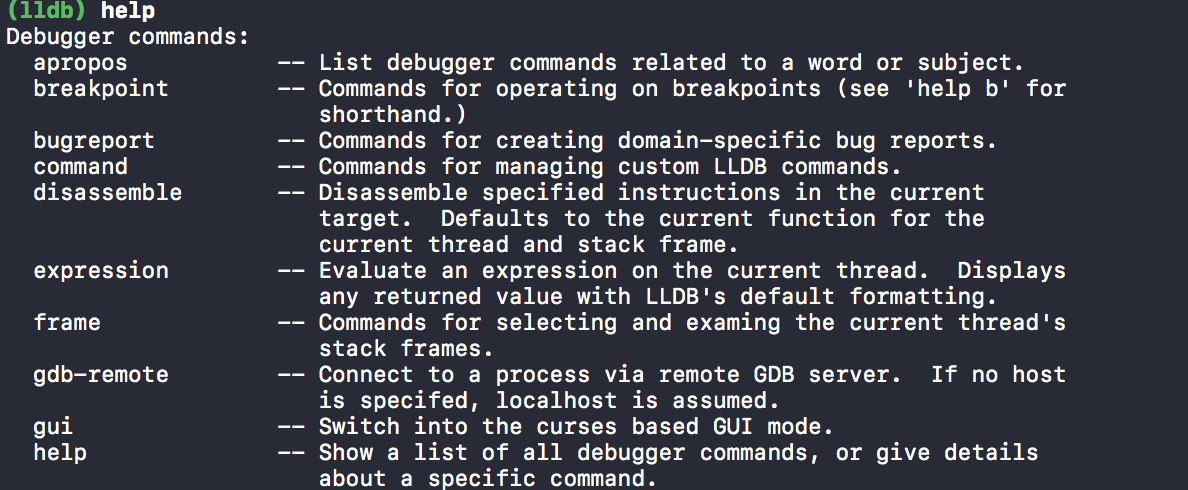 (lldb) help
Debugger commands:
apropos -- List debugger commands related to a word or subject.
breakpoint -- Commands for operating on breakpoints (see 'help b' for
shorthand.)
bugreport -- Commands for creating domain-specific bug reports.
command -- Commands for managing custom LLDB commands.
disassemble -- Disassemble specified instructions in the current
target.  Defaults to the current function for the
current thread and stack frame.
expression -- Evaluate an expression on the current thread.  Displays
any returned value with LLDB's default formatting.
frame -- Commands for selecting and examing the current thread's
stack frames.
gdb-remote -- Connect to a process via remote GDB server.  If no host
is specifed, localhost is assumed.
gui -- Switch into the curses based GUI mode.
help -- Show a list of all debugger commands, or give details
about a specific command.